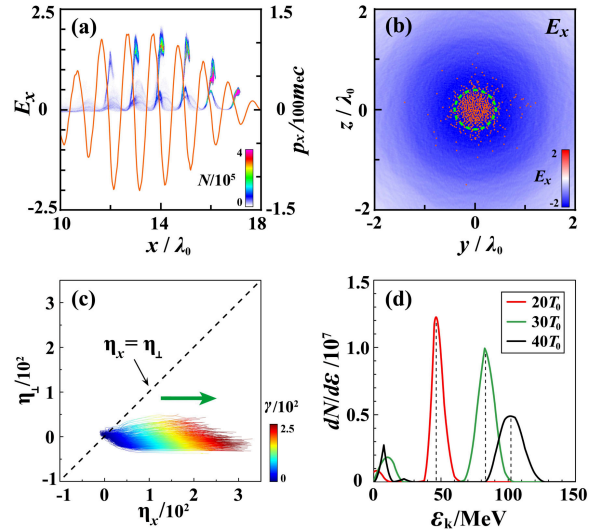 (a)
2.5
0
-2.5
E_x
1.5
0
-1.5
p_x/100m_ec
N/10^5
4
0
10
12
14
16
18
x / λ_0
(b)
E_x
2
0
-2
z / λ_0
2
-2
E_x
-2
0
2
y / λ_0
(c)
3
2
1
0
-1
η_⊥/10^2
η_x = η_⊥
γ/10^2
2.5
0
-1
0
1
2
3
η_x/10^2
(d)
20T_0
30T_0
40T_0
1.5
1.0
0.5
0
dN/dε /10^7
0
50
100
150
ε_k/MeV